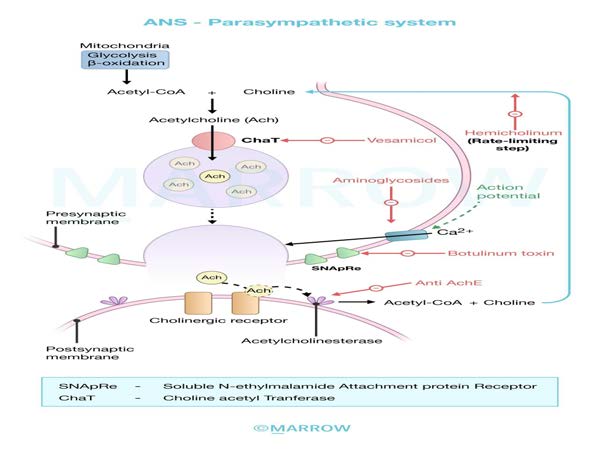 ANS - Parasympathetic system
Mitochondria
Glycolysis
β-oxidation
Acetyl-CoA + Choline
Acetylcholine (Ach)
ChaT
Vesamicol
Hemicholinum
(Rate-limiting
step)
Ach
Ach
Ach
Ach
Ach
Aminoglycosides
Action
potential
MARROW
Presynaptic
membrane
Ca2+
SNApRe
Botulinum toxin
Ach
Ach
Anti AchE
Acetyl-CoA + Choline
Cholinergic receptor
Acetylcholinesterase
Postsynaptic
membrane
SNApRe - Soluble N-ethylmalamide Attachment protein Receptor
ChaT - Choline acetyl Tranferase
©MARROW